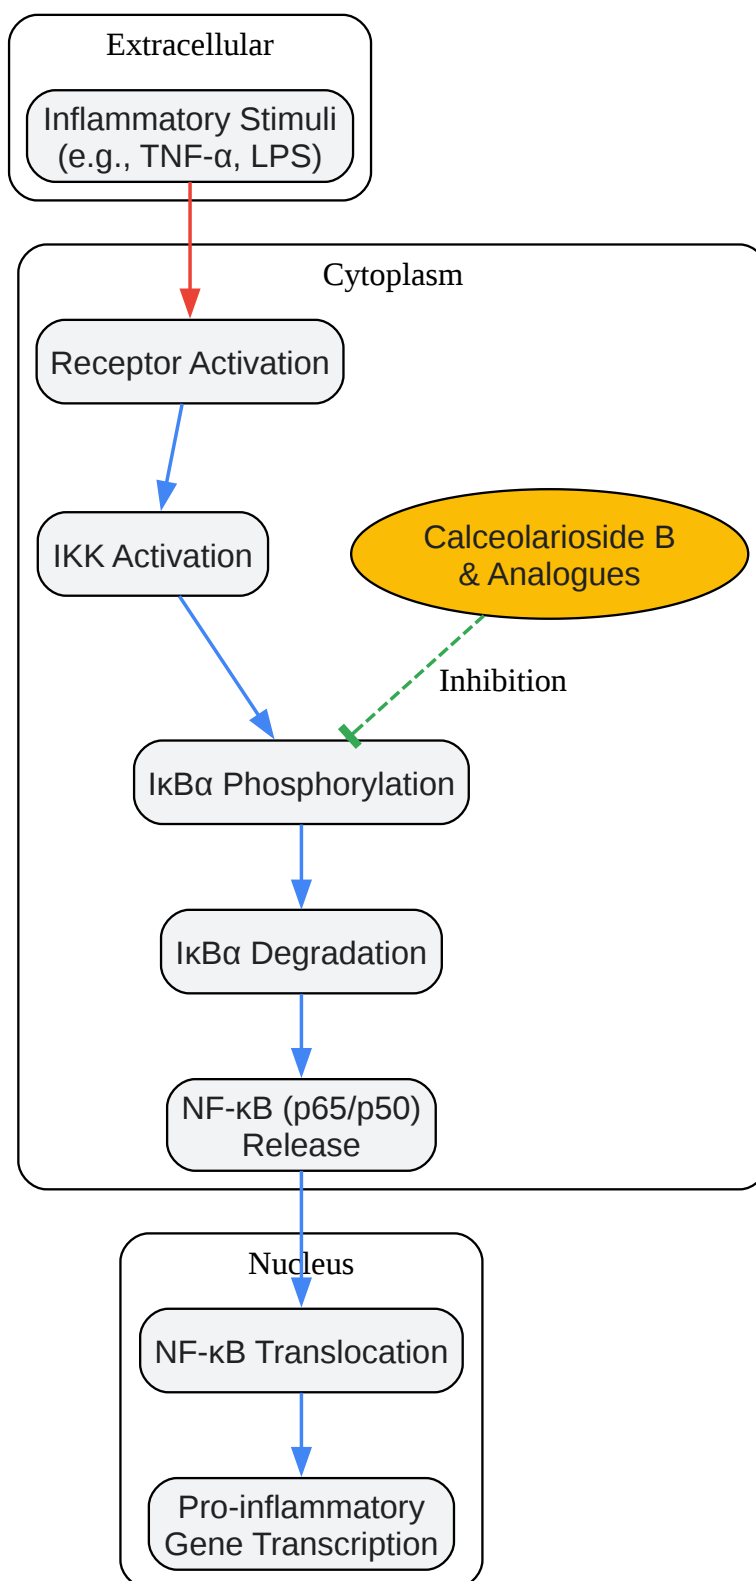 Extracellular
Inflammatory Stimuli
(e.g., TNF-α, LPS)
Cytoplasm
Receptor Activation
IKK Activation
Calceolarioside B
& Analogues
Inhibition
IκBα Phosphorylation
IκBα Degradation
NF-κB (p65/p50)
Release
Nucleus
NF-κB Translocation
Pro-inflammatory
Gene Transcription